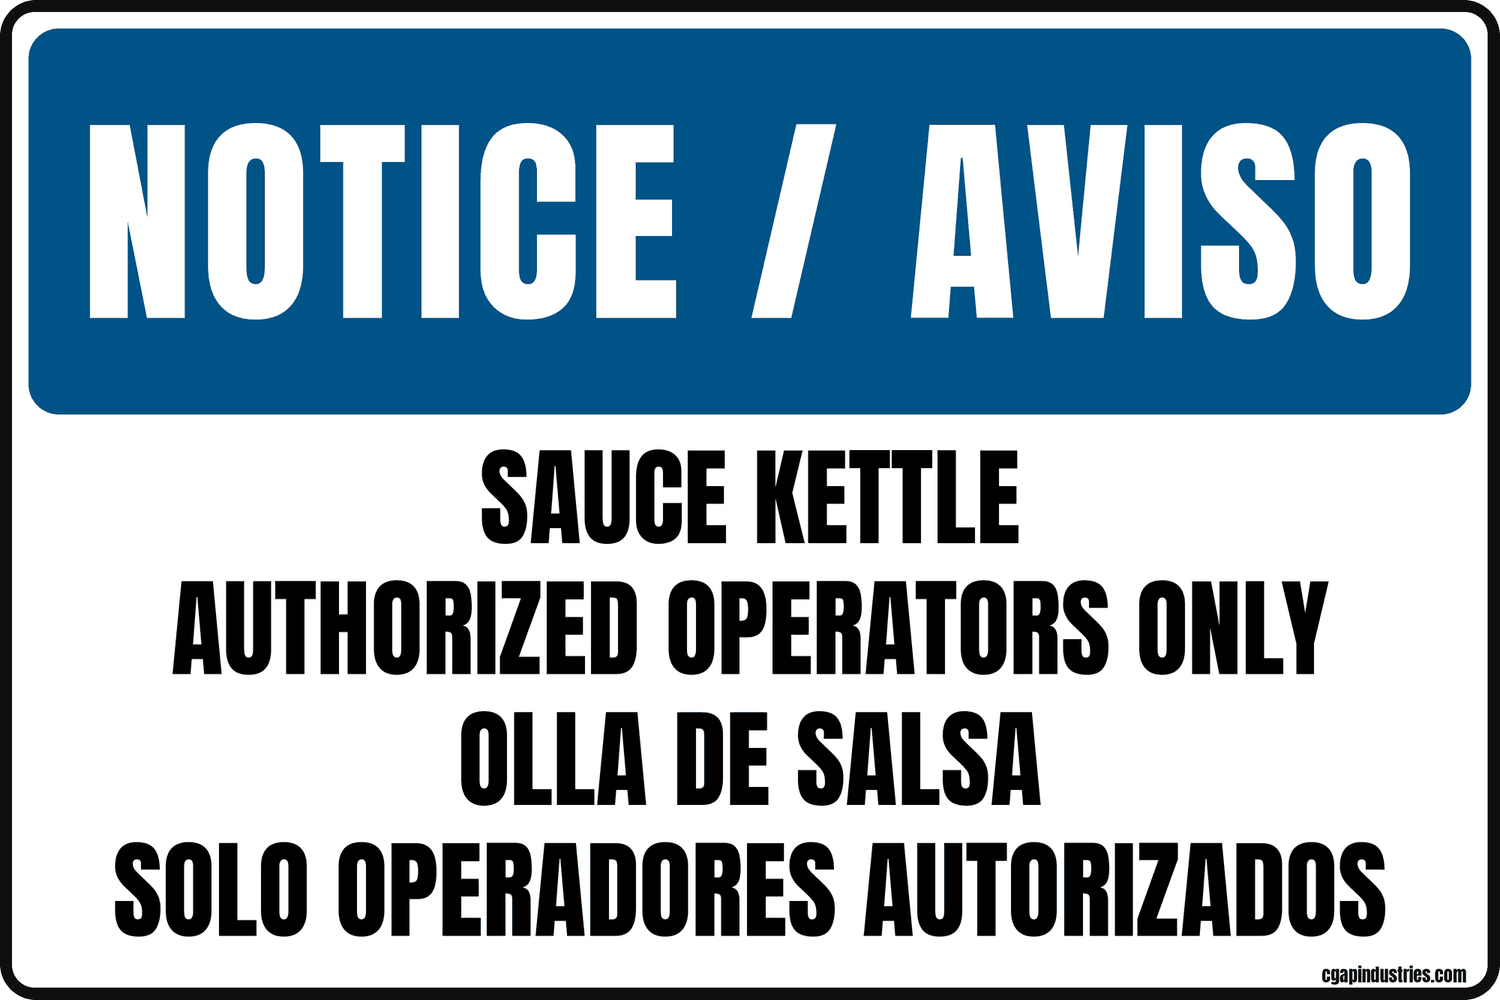 NOTICE / AVISO
SAUCE KETTLE
AUTHORIZED OPERATORS ONLY
OLLA DE SALSA
SOLO OPERADORES AUTORIZADOS
cgapindustries.com